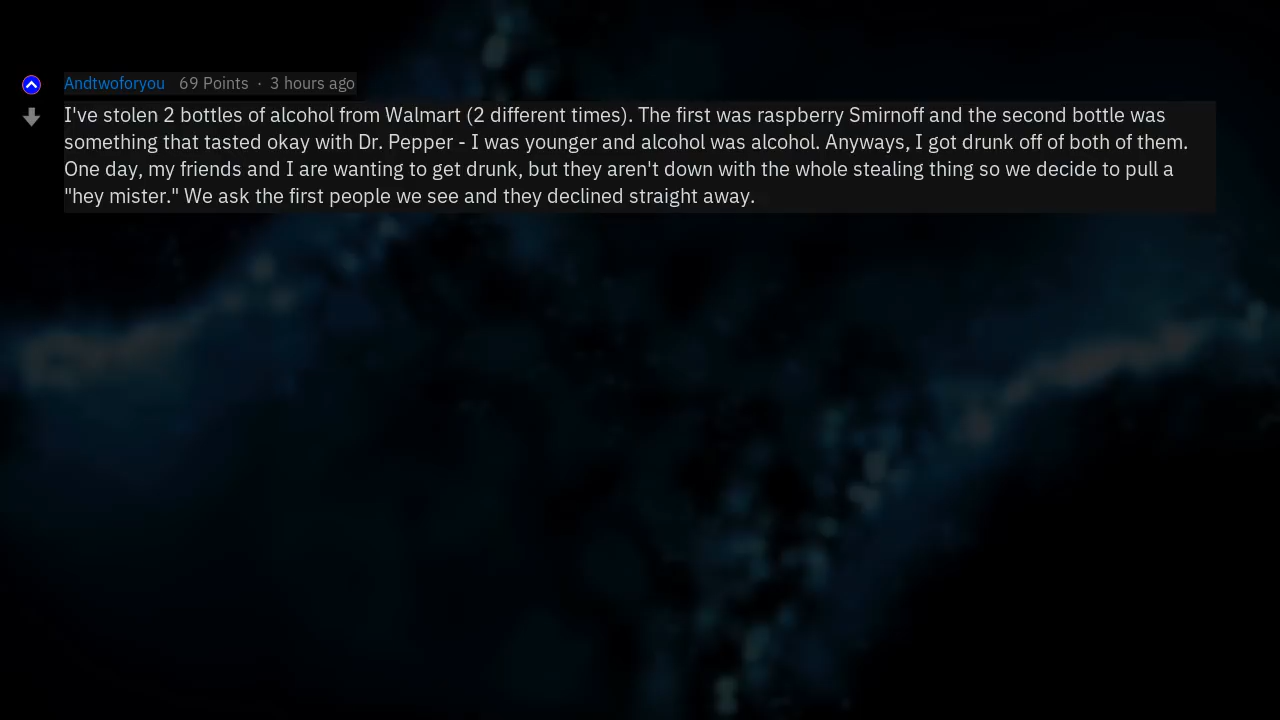 Andtwoforyou 69 Points · 3 hours ago
I've stolen 2 bottles of alcohol from Walmart (2 different times). The first was raspberry Smirnoff and the second bottle was
something that tasted okay with Dr. Pepper - I was younger and alcohol was alcohol. Anyways, I got drunk off of both of them.
One day, my friends and I are wanting to get drunk, but they aren't down with the whole stealing thing so we decide to pull a
"hey mister." We ask the first people we see and they declined straight away.